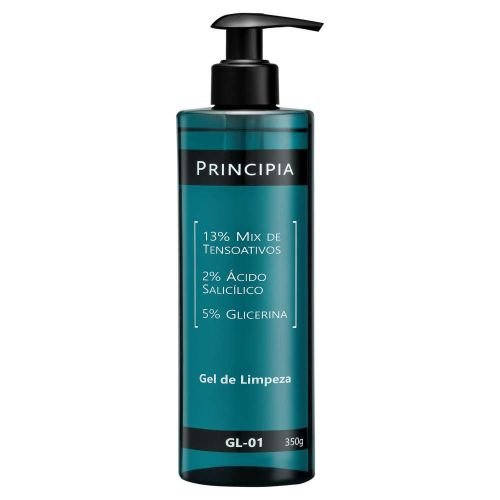 PRINCIPIA
13% MIX DE
TENSOATIVOS
2% ÁCIDO
SALICÍLICO
5% GLICERINA
Gel de Limpeza
GL-01 350g